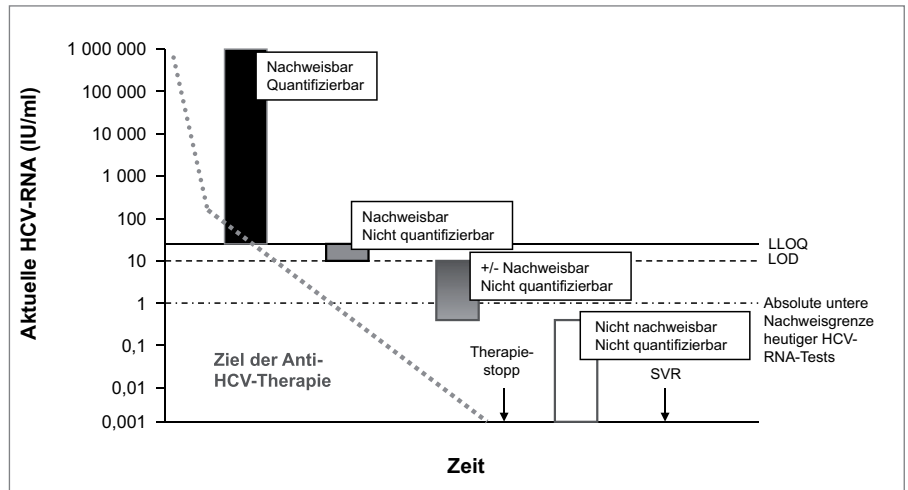 Aktuelle HCV-RNA (IU/ml)
1 000 000
100 000
10 000
1 000
100
10
1
0,1
0,01
0,001
Nachweisbar
Quantifizierbar
Nachweisbar
Nicht quantifizierbar
+/- Nachweisbar
Nicht quantifizierbar
Nicht nachweisbar
Nicht quantifizierbar
LLOQ
LOD
Absolute untere
Nachweisgrenze
heutiger HCV-
RNA-Tests
Ziel der Anti-
HCV-Therapie
Therapie-
stopp
SVR
Zeit